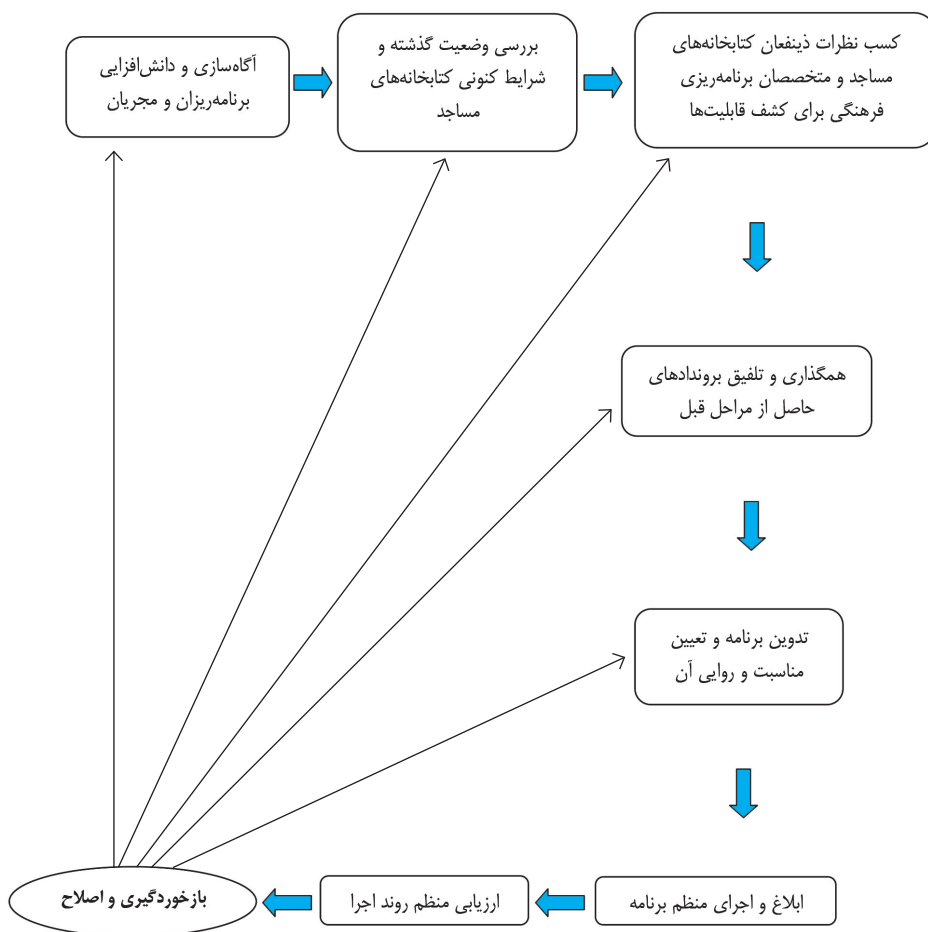 آگاه‌سازی و دانش‌افزایی
برنامه‌ریزان و مجریان
بررسی وضعیت گذشته و
شرایط کنونی کتابخانه‌های
مساجد
کسب نظرات ذینفعان کتابخانه‌های
مساجد و متخصصان برنامه‌ریزی
فرهنگی برای کشف قابلیت‌ها
همگذاری و تلفیق بروندادهای
حاصل از مراحل قبل
تدوین برنامه و تعیین
مناسبت و روایی آن
ابلاغ و اجرای منظم برنامه
ارزیابی منظم روند اجرا
بازخوردگیری و اصلاح